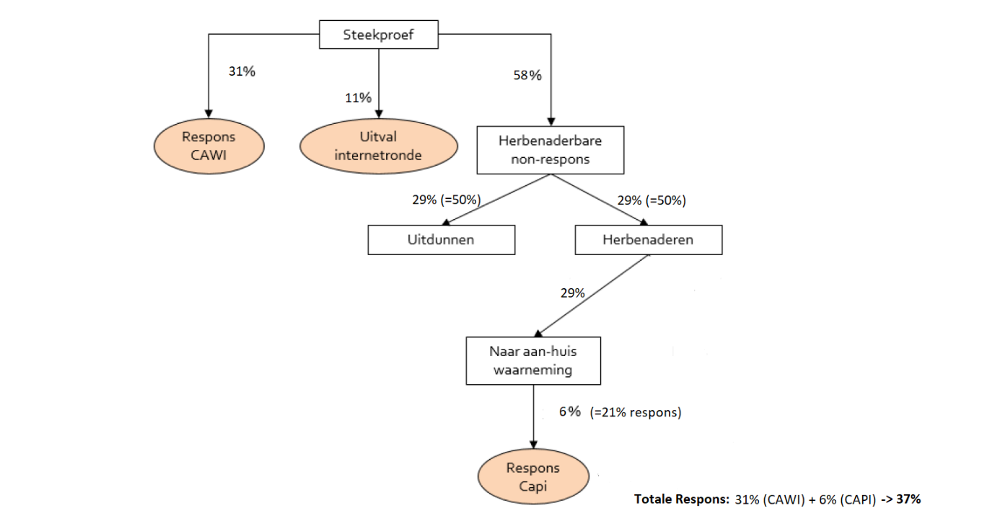 Steekproef
31%
58%
11%
Respons
CAWI
Uitval
internetronde
Herbenaderbare
non-respons
29% (=50%)
29% (=50%)
Uitdunnen
Herbenaderen
29%
Naar aan-huis
waarneming
6% (=21% respons)
Respons
Capi
Totale Respons: 31% (CAWI) + 6% (CAPI) -> 37%